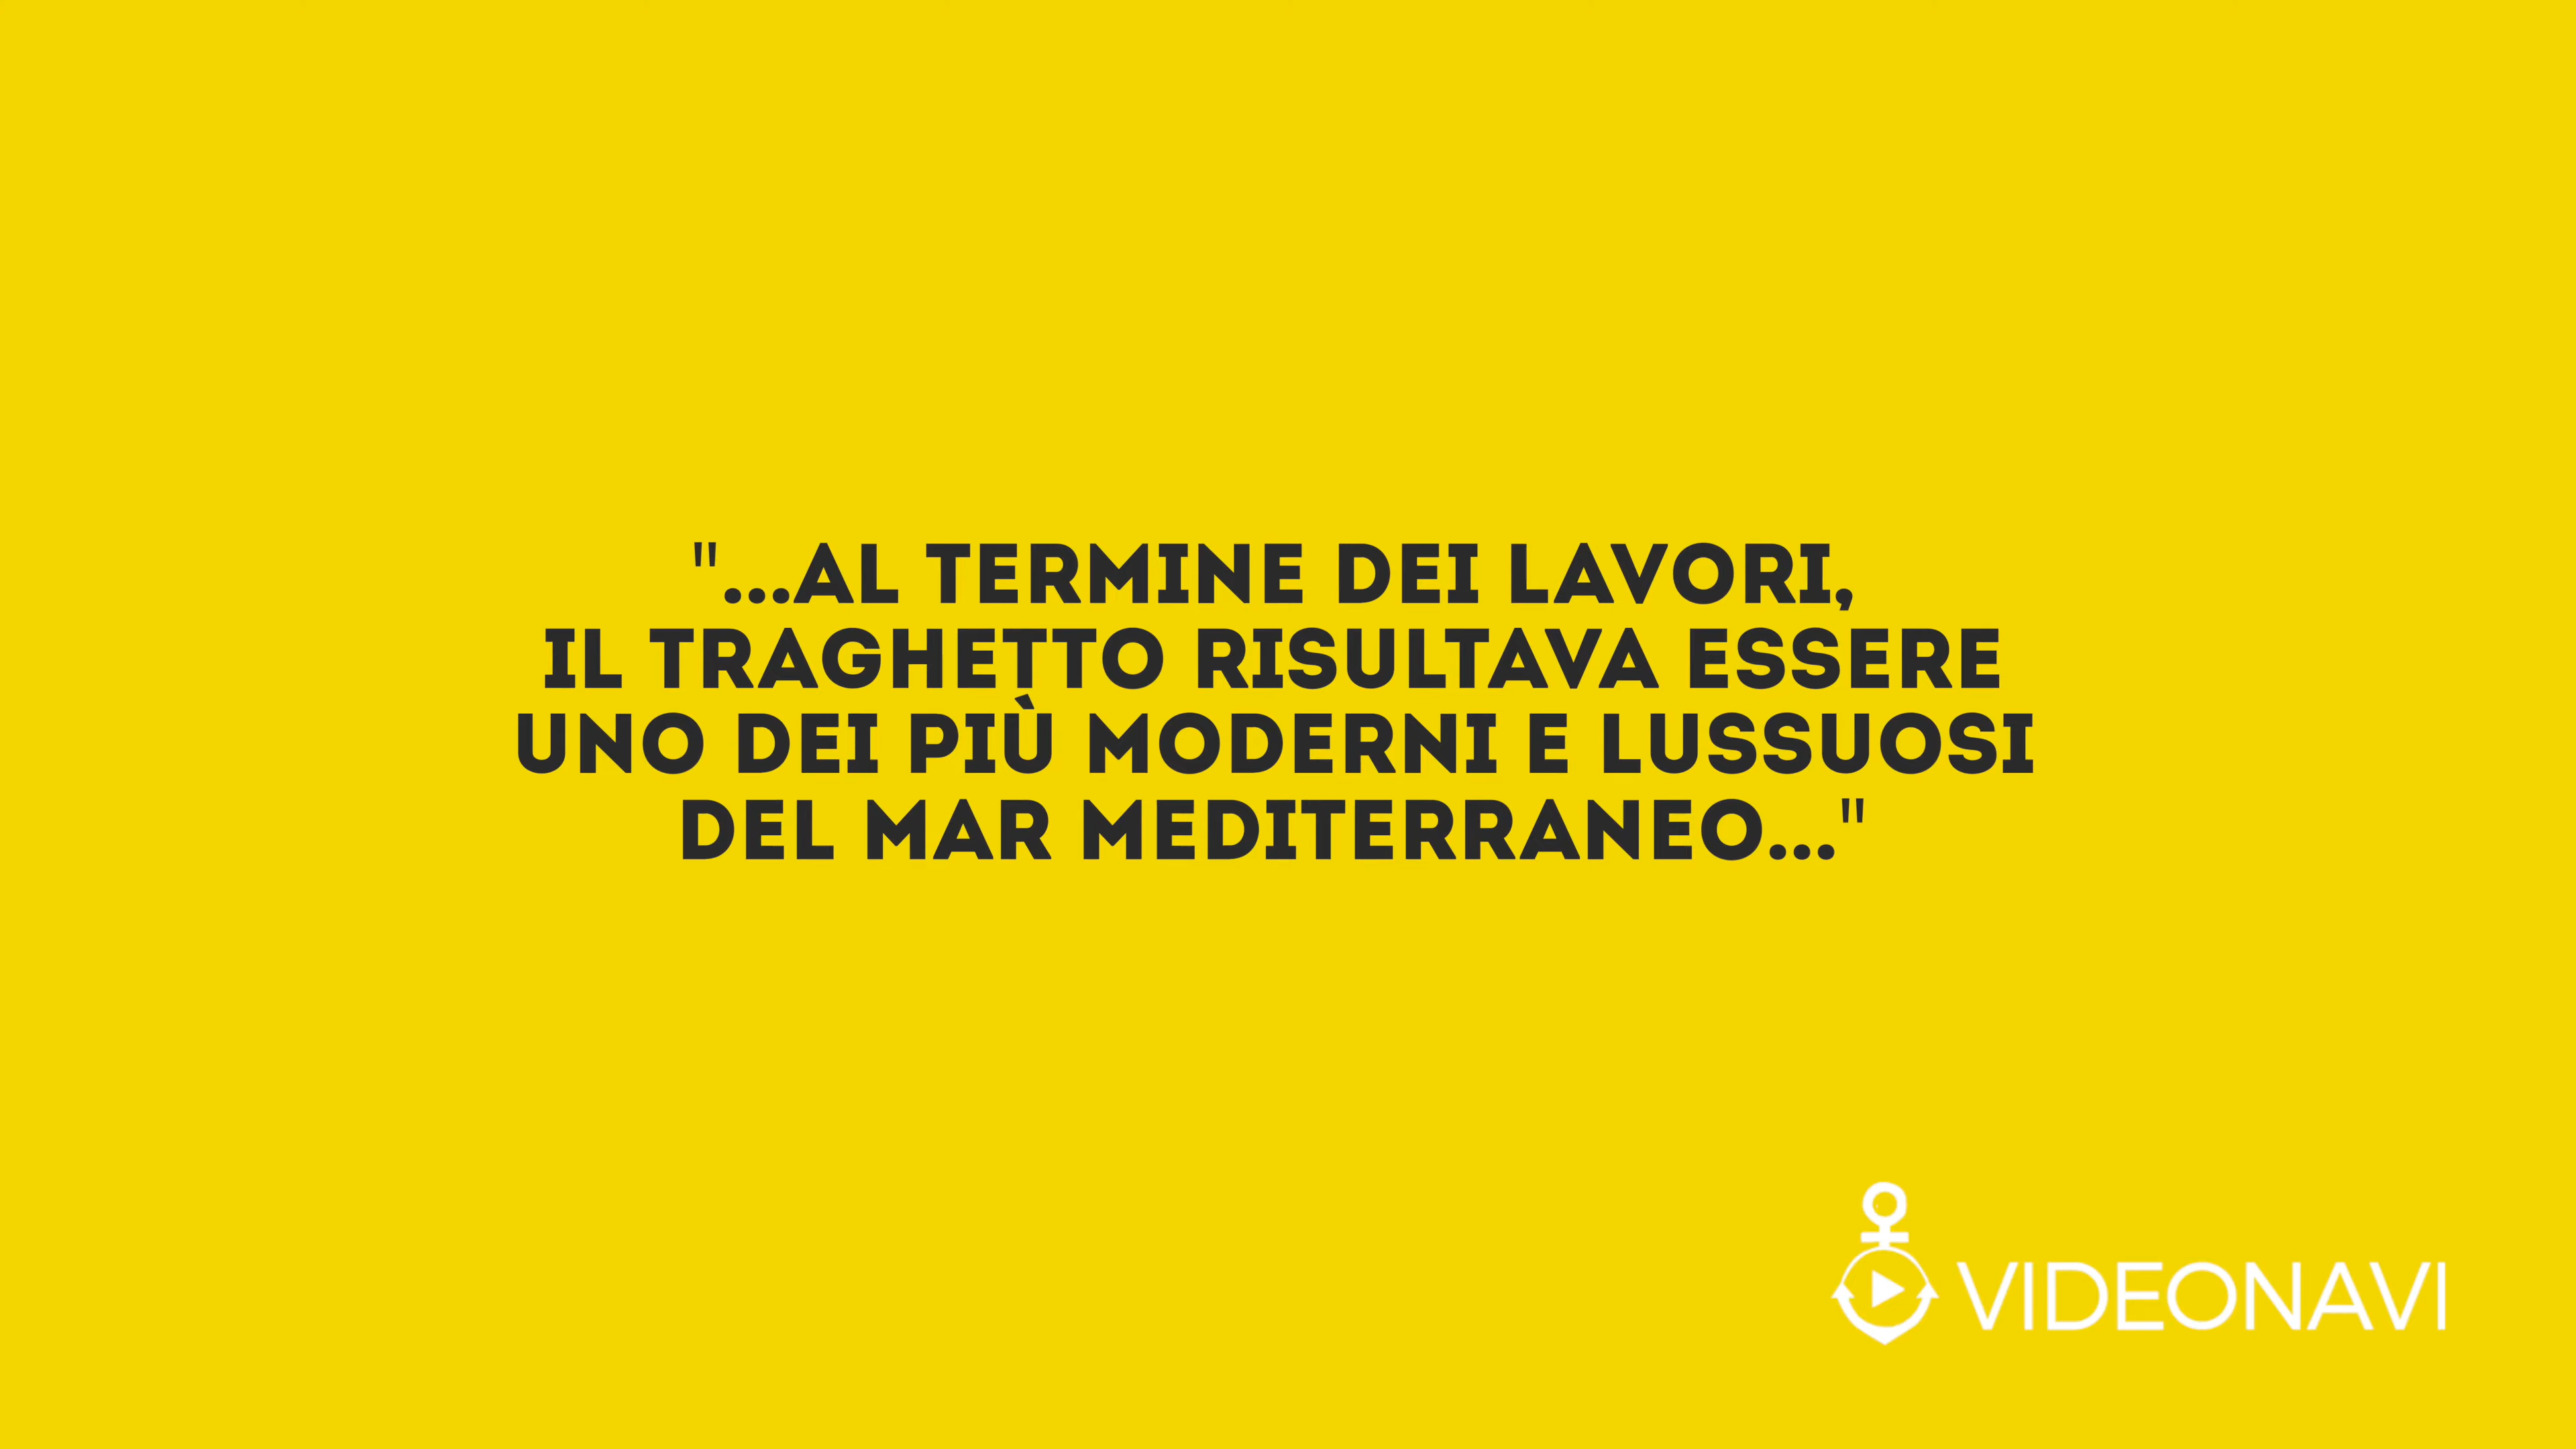 "...AL TERMINE DEI LAVORI,
IL TRAGHETTO RISULTAVA ESSERE
UNO DEI PIÙ MODERNI E LUSSUOSI
DEL MAR MEDITERRANEO..."
VIDEONAVI